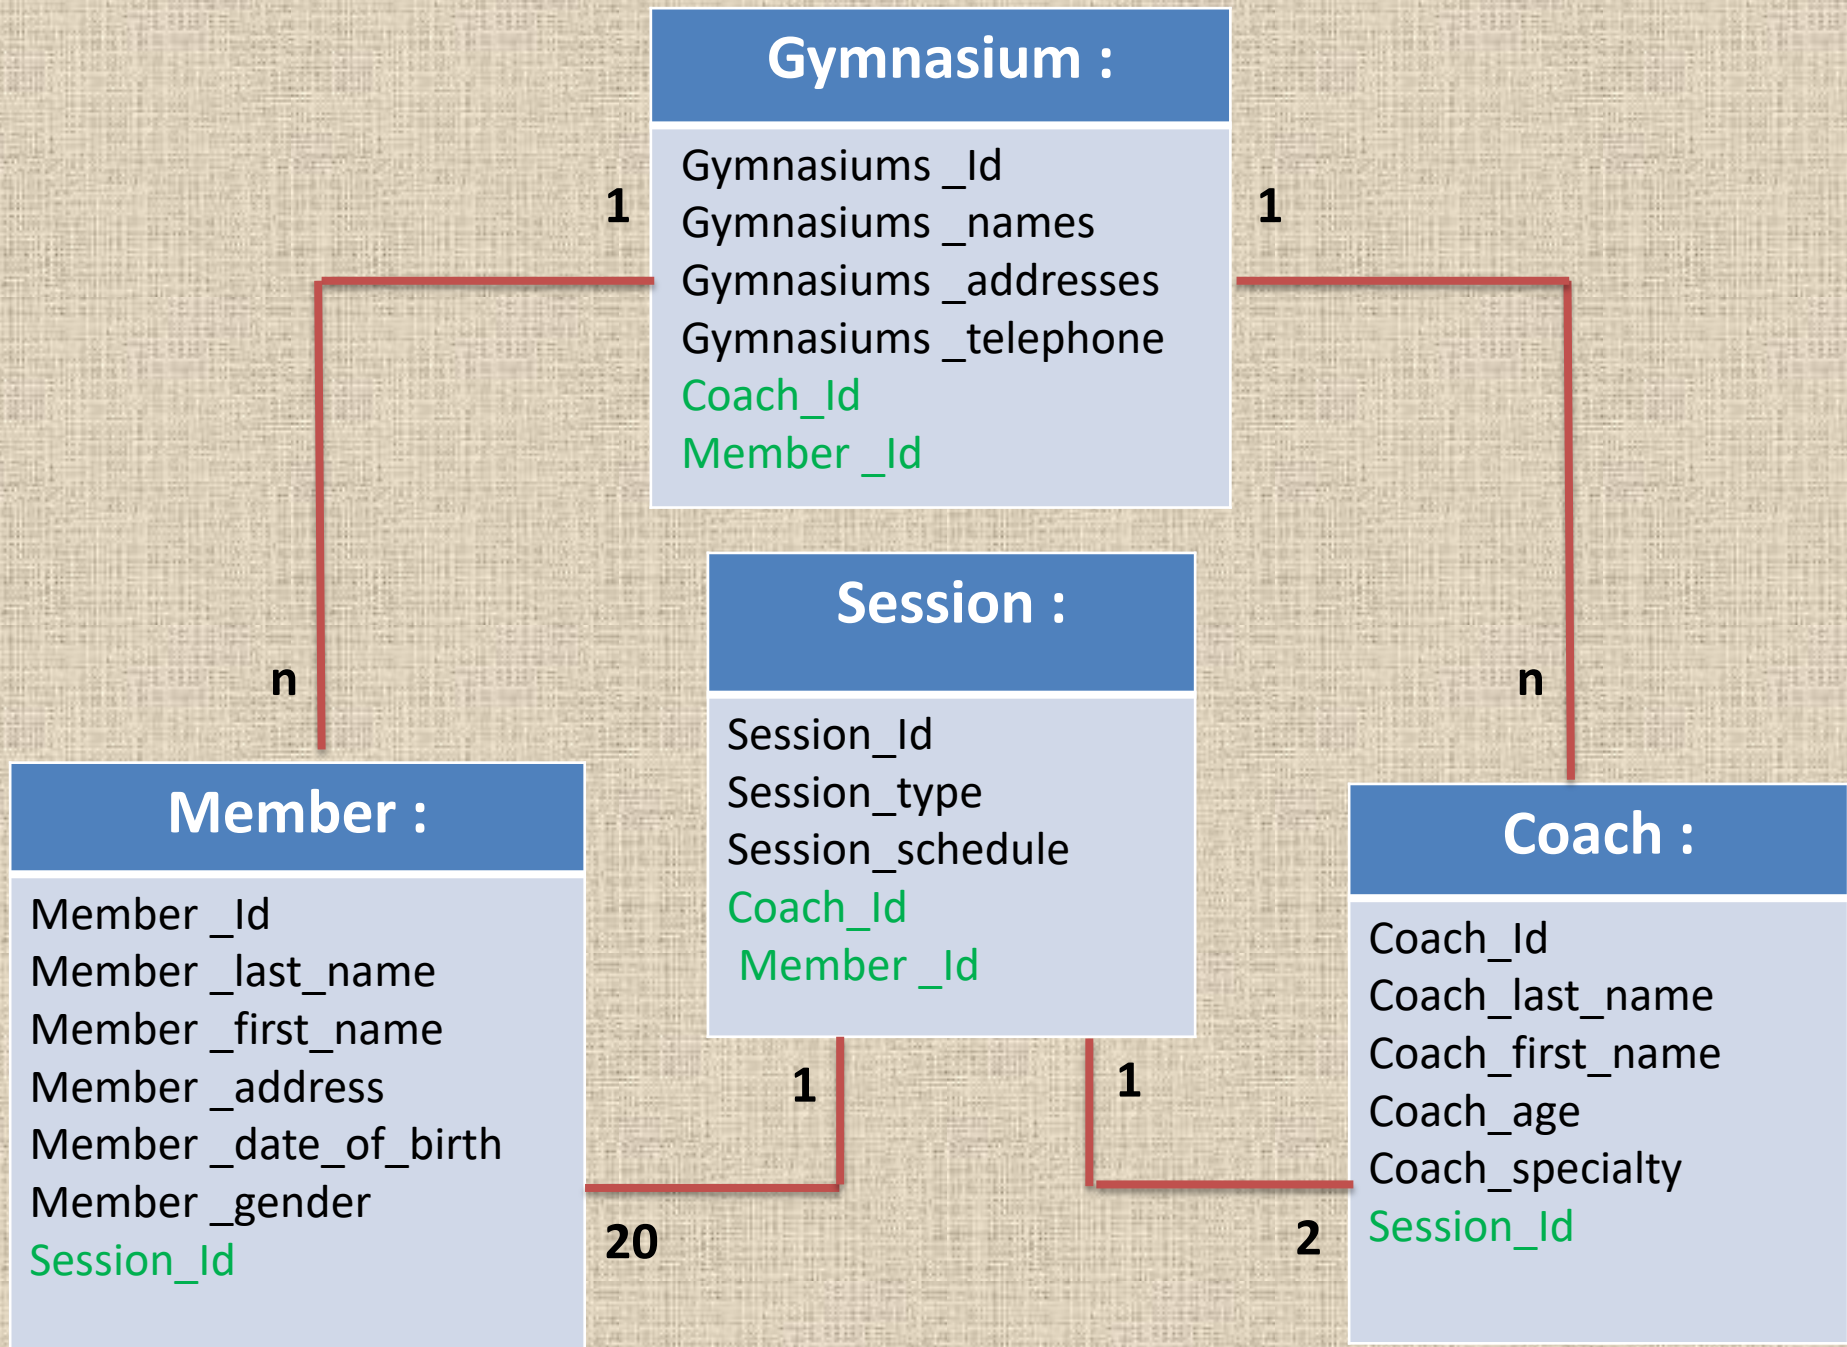 Gymnasium :
Gymnasiums _Id
Gymnasiums _names
Gymnasiums _addresses
Gymnasiums _telephone
Coach_Id
Member _Id
1
1
n
n
Session :
Session_Id
Session_type
Session_schedule
Coach_Id
Member _Id
1
1
Member :
Member _Id
Member _last_name
Member _first_name
Member _address
Member _date_of_birth
Member _gender
Session_Id
20
2
Coach :
Coach_Id
Coach_last_name
Coach_first_name
Coach_age
Coach_specialty
Session_Id